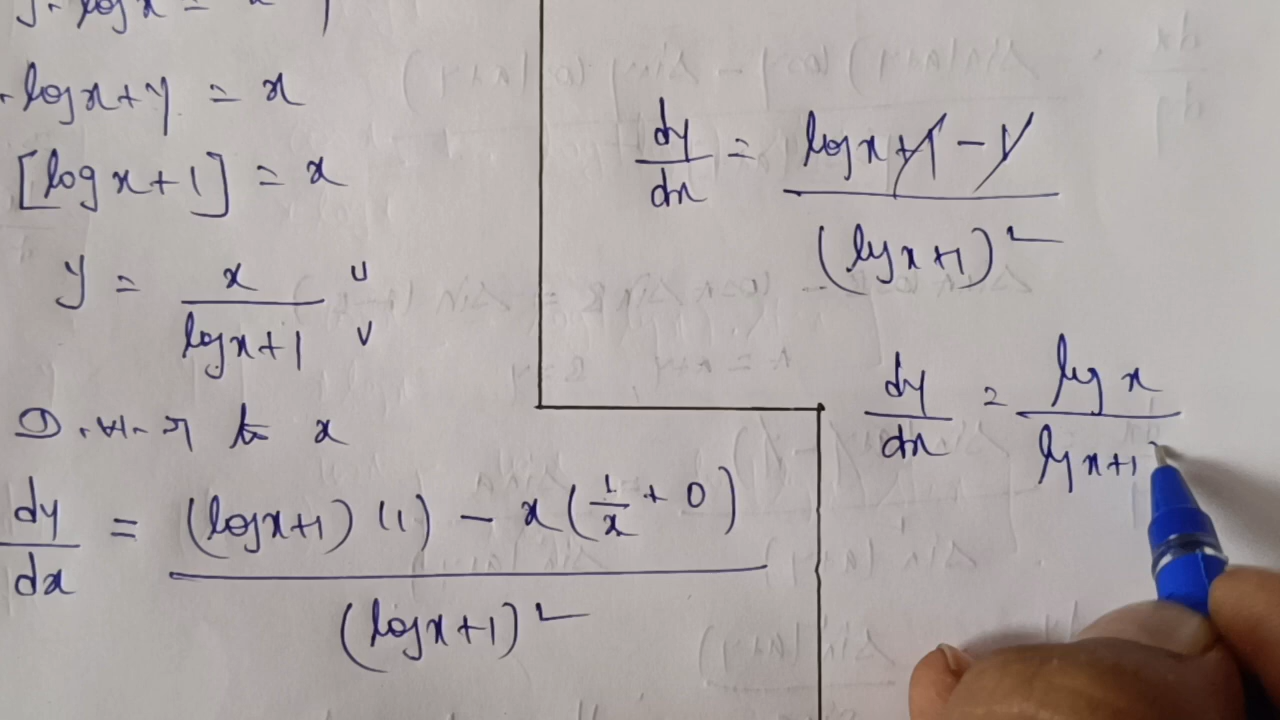 y. log x = x - y
. log x + y = x
[log x + 1] = x
y = x / (log x + 1) u v
D. w. r to x
dy/dx = ((log x + 1) (1) - x (1/x + 0)) / (log x + 1)²
dy/dx = (log x + 1 - 1) / (log x + 1)²
dy/dx = log x / log x + 1